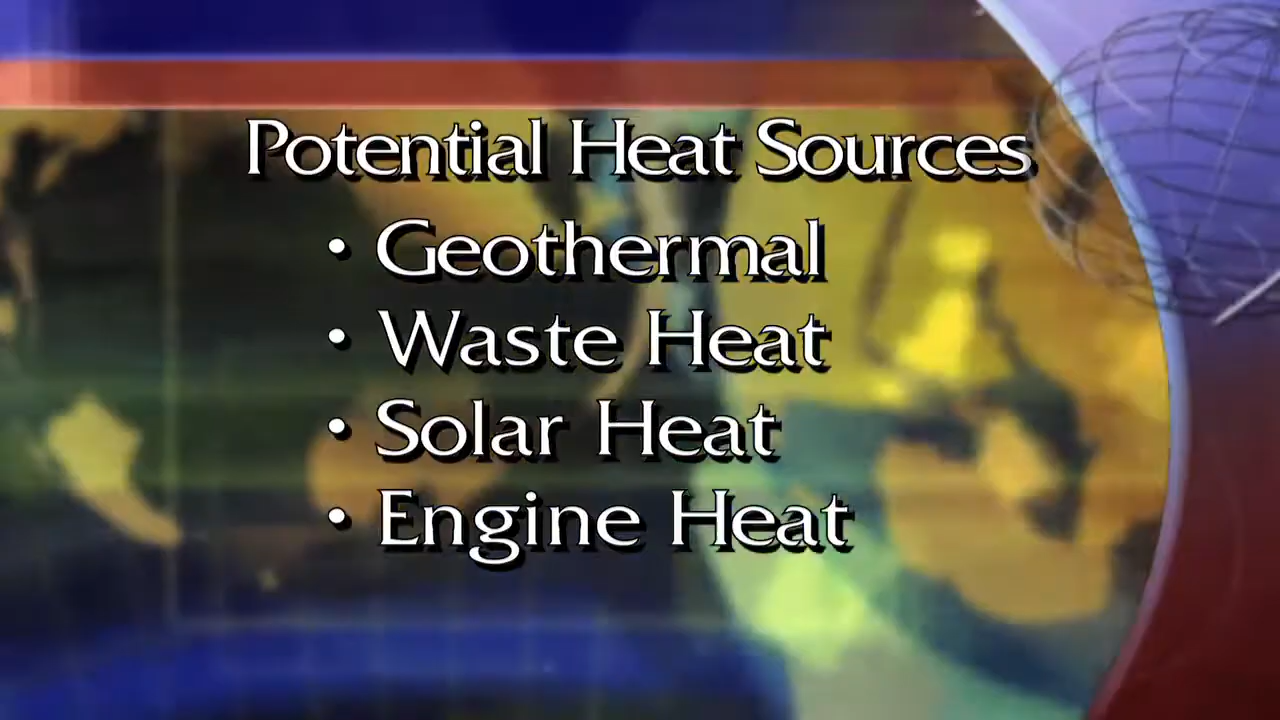 Potential Heat Sources
• Geothermal
• Waste Heat
• Solar Heat
• Engine Heat